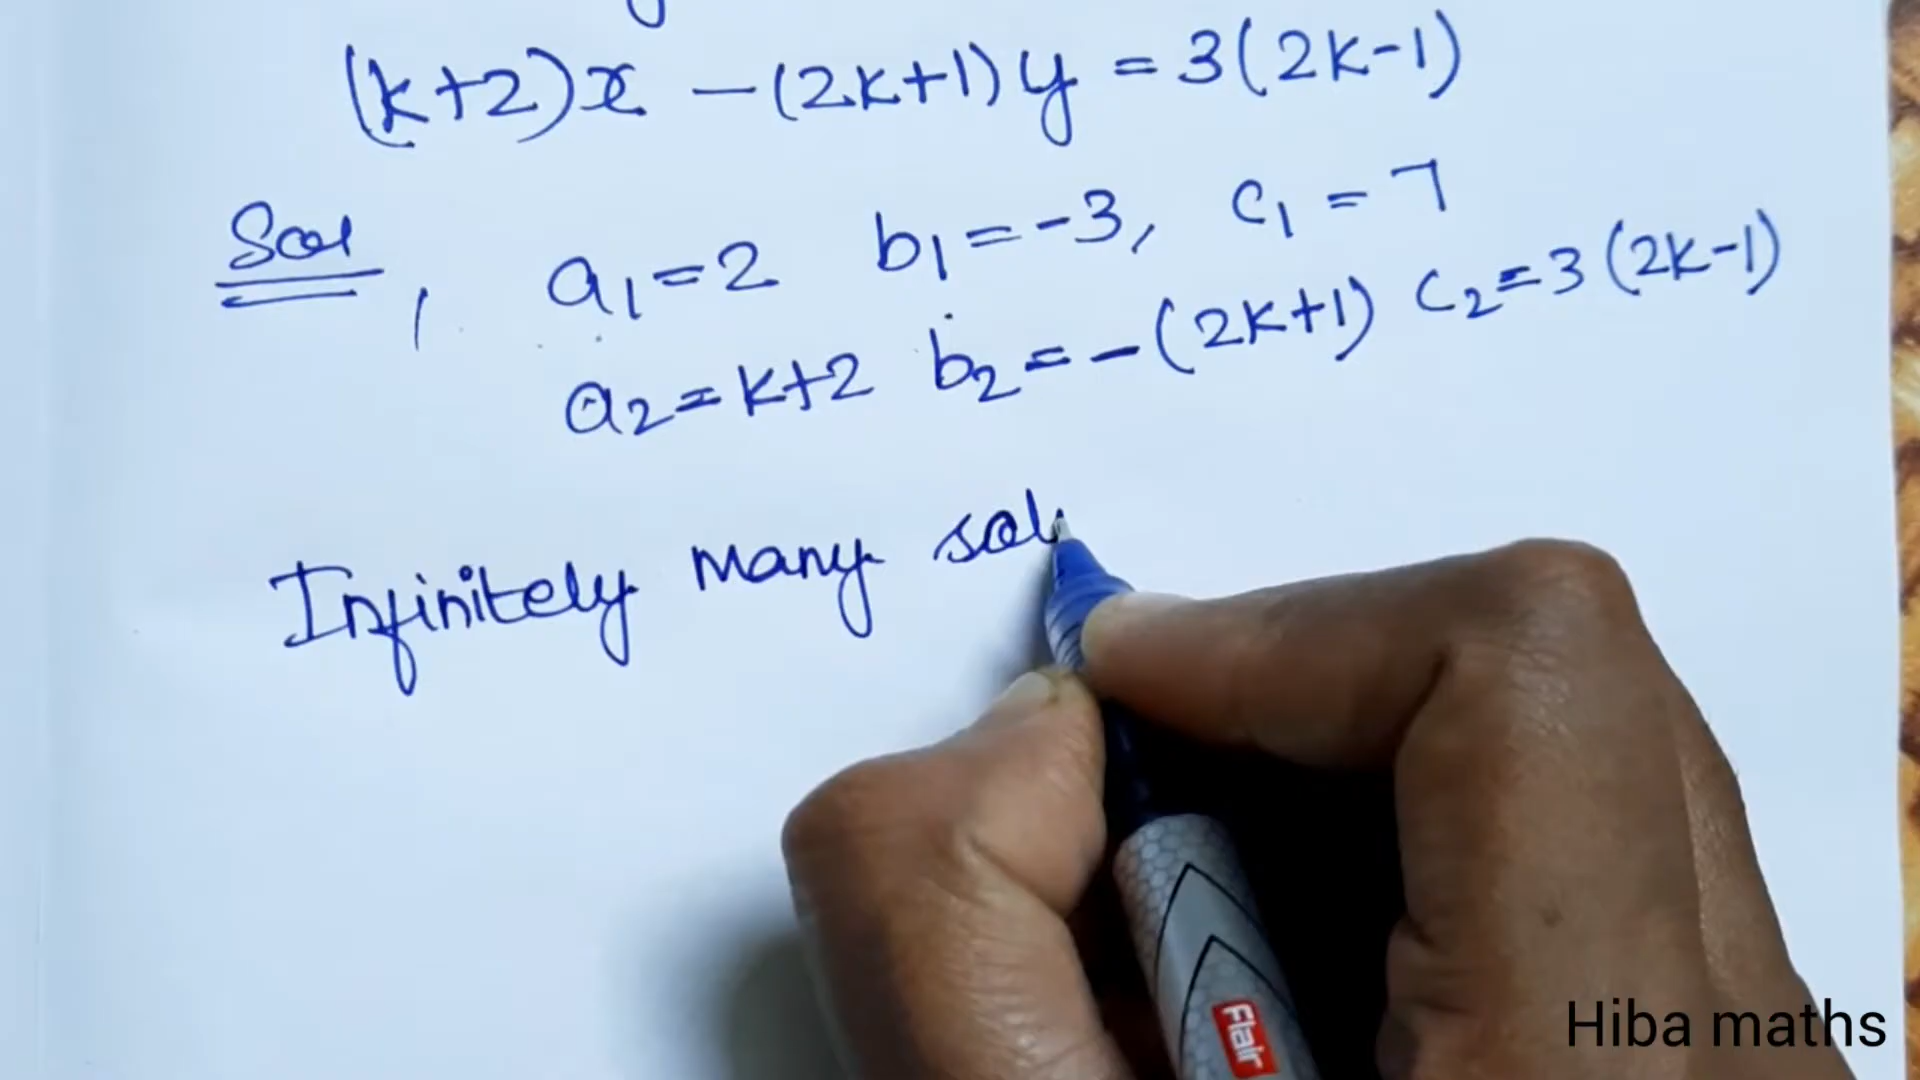 (k+2)x - (2k+1)y = 3(2k-1)
Sol, a1=2 b1=-3, c1=7
a2=k+2 b2=-(2k+1) c2=3(2k-1)
Infinitely many sol
Flair
Hiba maths